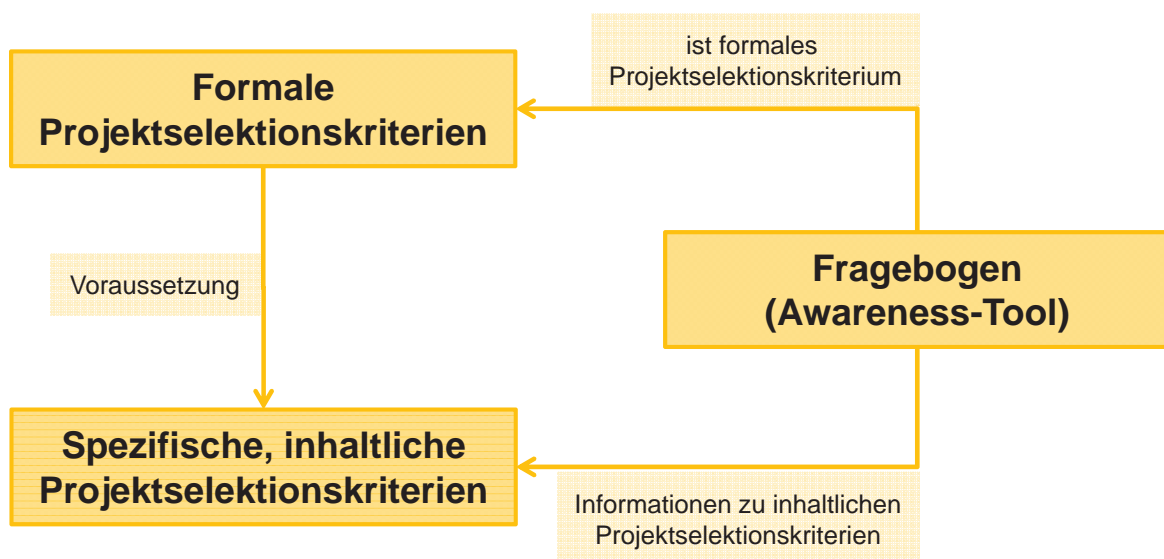 ist formales
Projektselektionskriterium
Formale
Projektselektionskriterien
Voraussetzung
Fragebogen
(Awareness-Tool)
Spezifische, inhaltliche
Projektselektionskriterien
Informationen zu inhaltlichen
Projektselektionskriterien